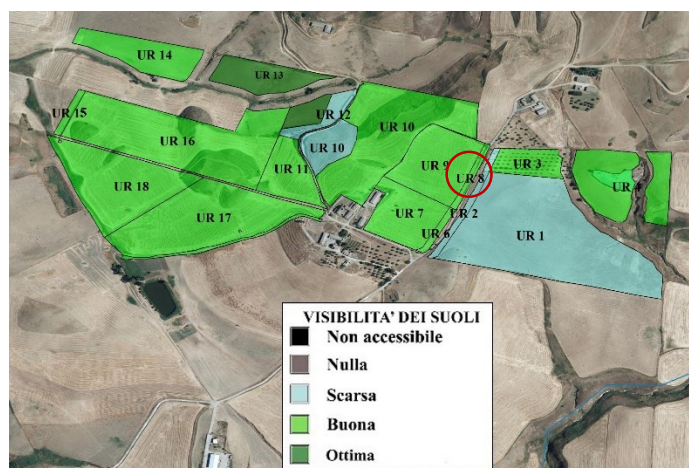 UR 14
UR 13
UR 15
UR 12
UR 10
UR 16
UR 10
UR 9
UR 3
UR 11
UR 8
UR 4
UR 18
UR 7
UR 2
UR 17
UR 6
UR 1
VISIBILITA' DEI SUOLI
Non accessibile
Nulla
Scarsa
Buona
Ottima